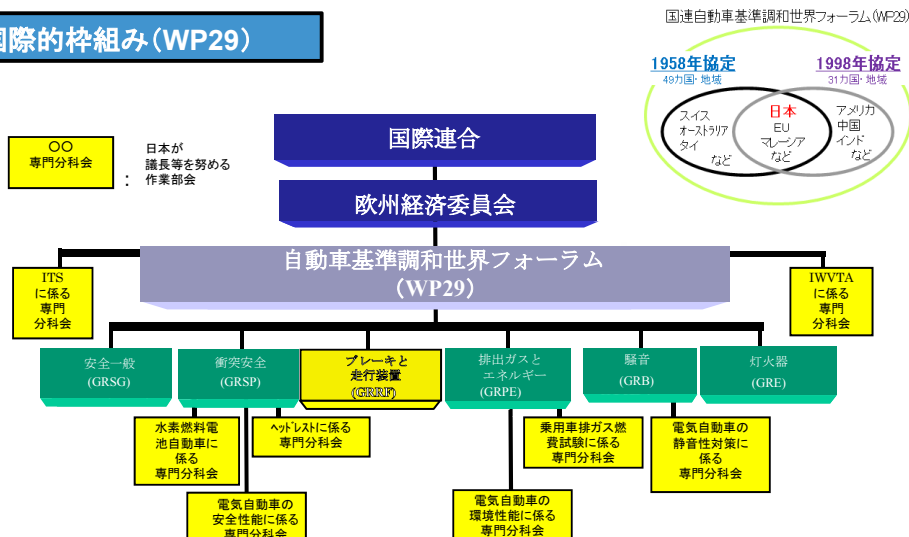 国際的枠組み(WP29)
国連自動車基準調和世界フォーラム(WP29)
1958年協定
49カ国・地域
1998年協定
31カ国・地域
スイス
オーストラリア
タイ
など
日本
EU
マレーシア
など
アメリカ
中国
インド
など
〇〇
専門分科会
:
日本が
議長等を努める
作業部会
国際連合
欧州経済委員会
自動車基準調和世界フォーラム
(WP29)
ITS
に係る
専門
分科会
IWVTA
に係る
専門
分科会
安全一般
(GRSG)
衝突安全
(GRSP)
ブレーキと
走行装置
(GRRF)
排出ガスと
エネルギー
(GRPE)
騒音
(GRB)
灯火器
(GRE)
水素燃料電
池自動車に
係る
専門分科会
ヘッドレストに係る
専門分科会
乗用車排ガス燃
費試験に係る
専門分科会
電気自動車の
静音性対策に
係る
専門分科会
電気自動車の
安全性能に係る
専門分科会
電気自動車の
環境性能に係る
専門分科会